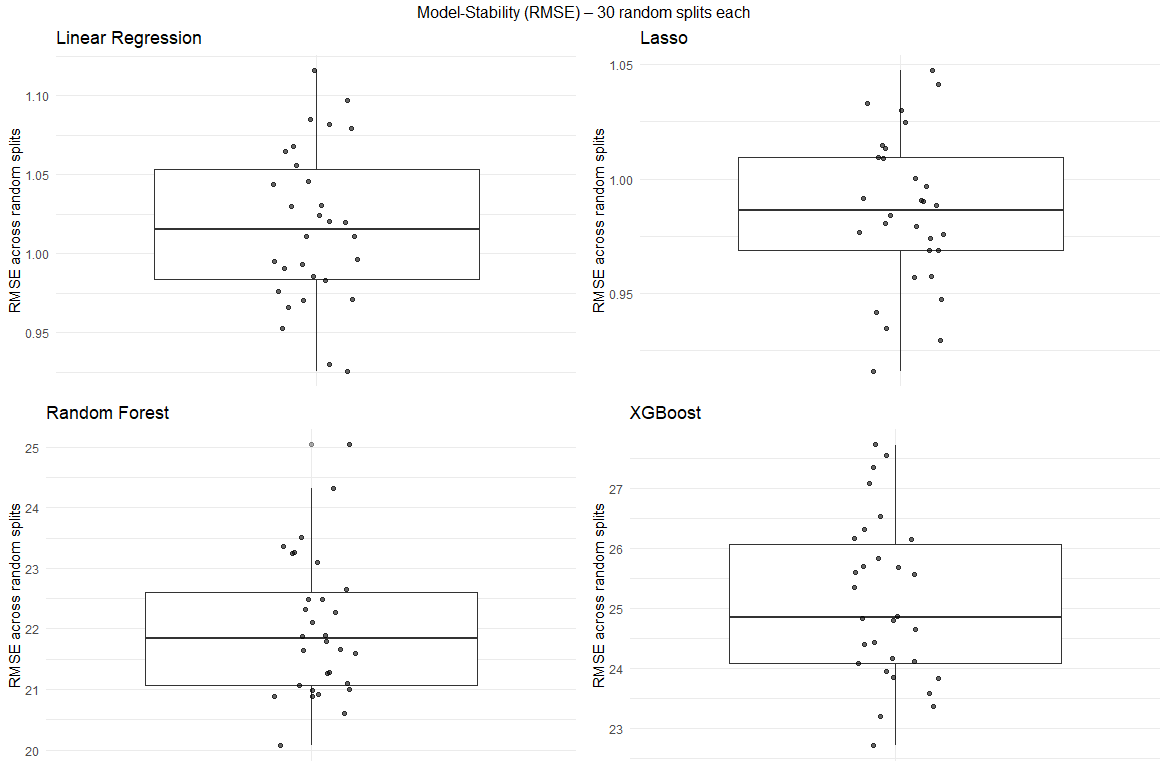 Model-Stability (RMSE) – 30 random splits each
Linear Regression
RMSE across random splits
1.10
1.05
1.00
0.95
Lasso
RMSE across random splits
1.05
1.00
0.95
Random Forest
RMSE across random splits
25
24
23
22
21
20
XGBoost
RMSE across random splits
27
26
25
24
23